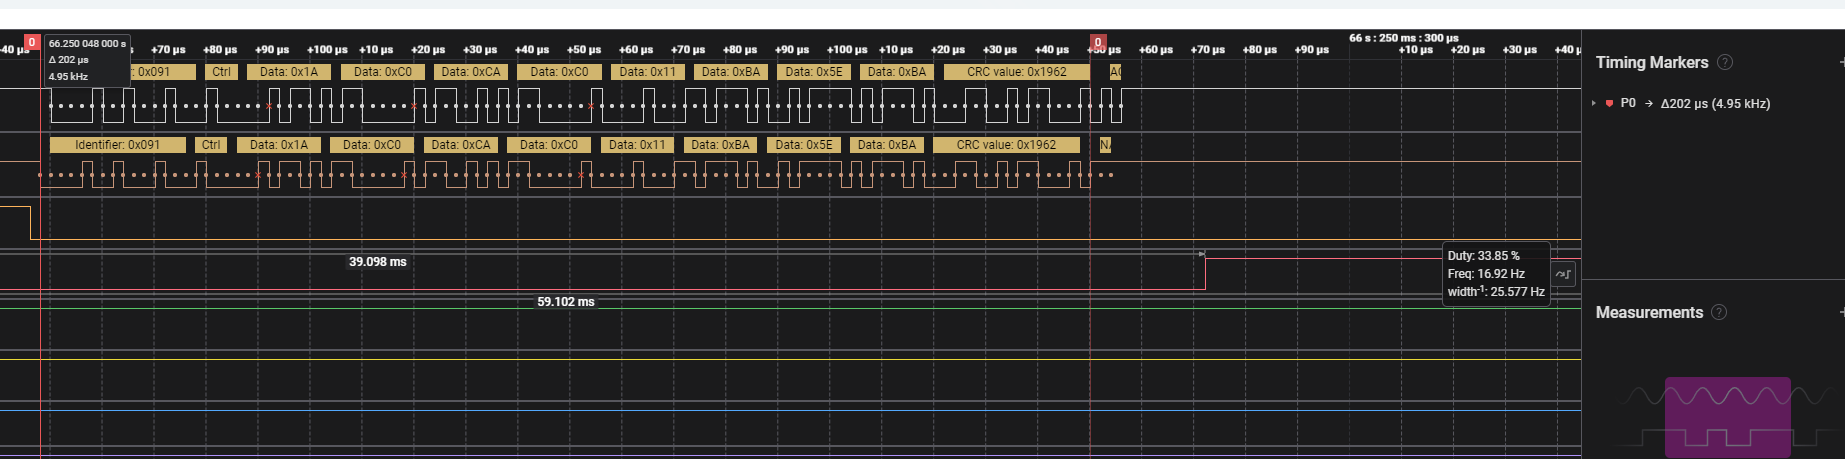 66 s : 250 ms : 300 µs
-40 µs +70 µs +80 µs +90 µs +100 µs +10 µs +20 µs +30 µs +40 µs +50 µs +60 µs +70 µs +80 µs +90 µs +100 µs +10 µs +20 µs +30 µs +40 µs +50 µs +60 µs +70 µs +80 µs +90 µs +10 µs +20 µs +30 µs +40 µ
0
66.250 048 000 s
Δ 202 µs
4.95 kHz
0
r: 0x091 Ctrl Data: 0x1A Data: 0xC0 Data: 0xCA Data: 0xC0 Data: 0x11 Data: 0xBA Data: 0x5E Data: 0xBA CRC value: 0x1962
Identifier: 0x091 Ctrl Data: 0x1A Data: 0xC0 Data: 0xCA Data: 0xC0 Data: 0x11 Data: 0xBA Data: 0x5E Data: 0xBA CRC value: 0x1962
39.098 ms
59.102 ms
Duty: 33.85 %
Freq: 16.92 Hz
width-1: 25.577 Hz
Timing Markers ?
P0 → Δ202 µs (4.95 kHz)
Measurements ?